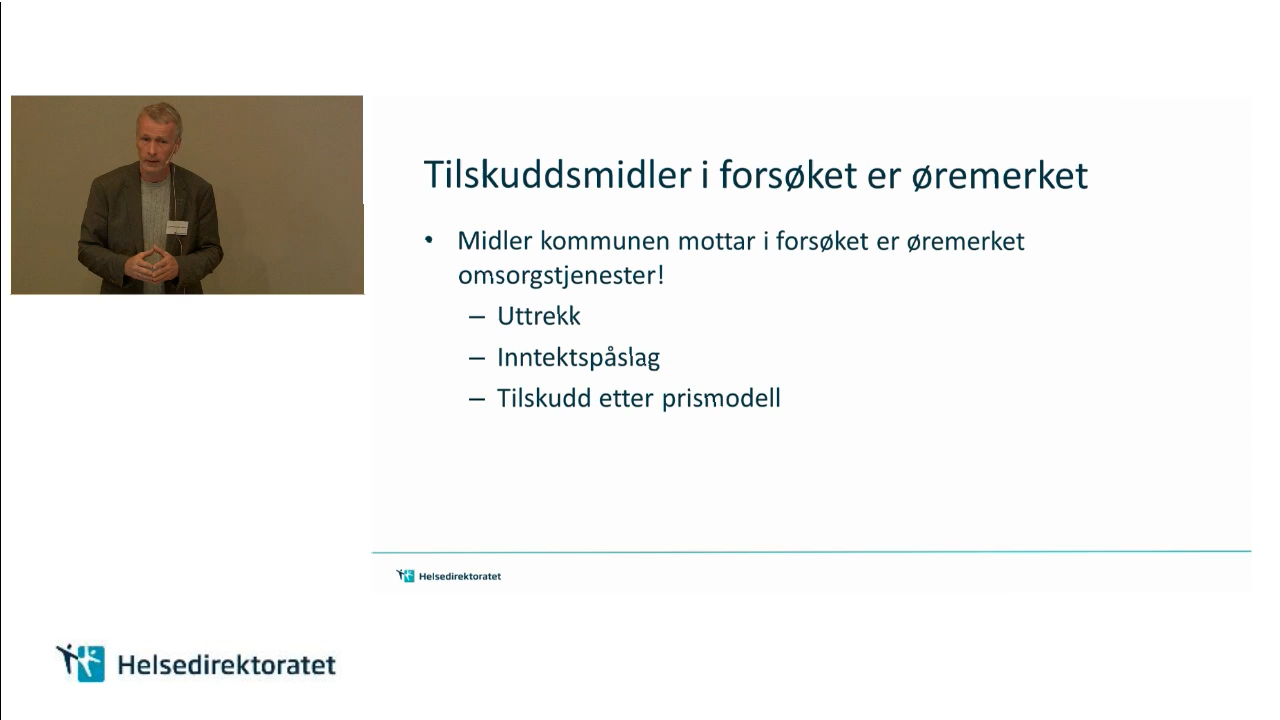 Tilskuddsmidler i forsøket er øremerket
• Midler kommunen mottar i forsøket er øremerket
omsorgstjenester!
– Uttrekk
– Inntektspåslag
– Tilskudd etter prismodell
Helsedirektoratet
Helsedirektoratet